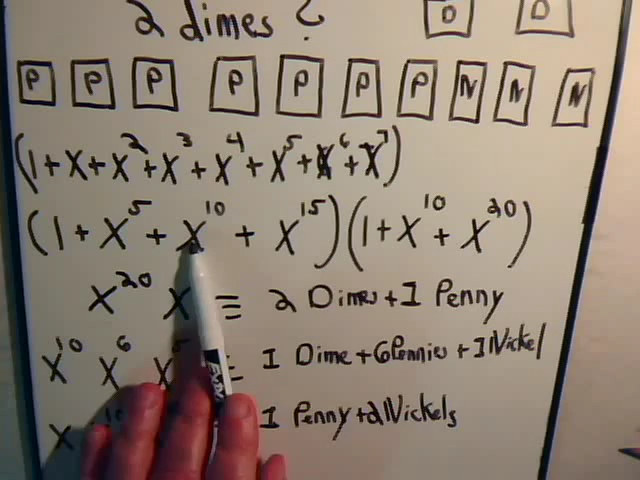 2 dimes ?
D D
P P P P P P P N N N
(1+X+X²+X³+X⁴+X⁵+X⁶+X⁷)
(1+X⁵+X¹⁰+X¹⁵)(1+X¹⁰+X²⁰)
X²⁰ X ≡ 2 Dimes + 1 Penny
X¹⁰ X⁶ X = 1 Dime + 6 Pennies + 1 Nickel
X 1 Penny + 2 Nickels